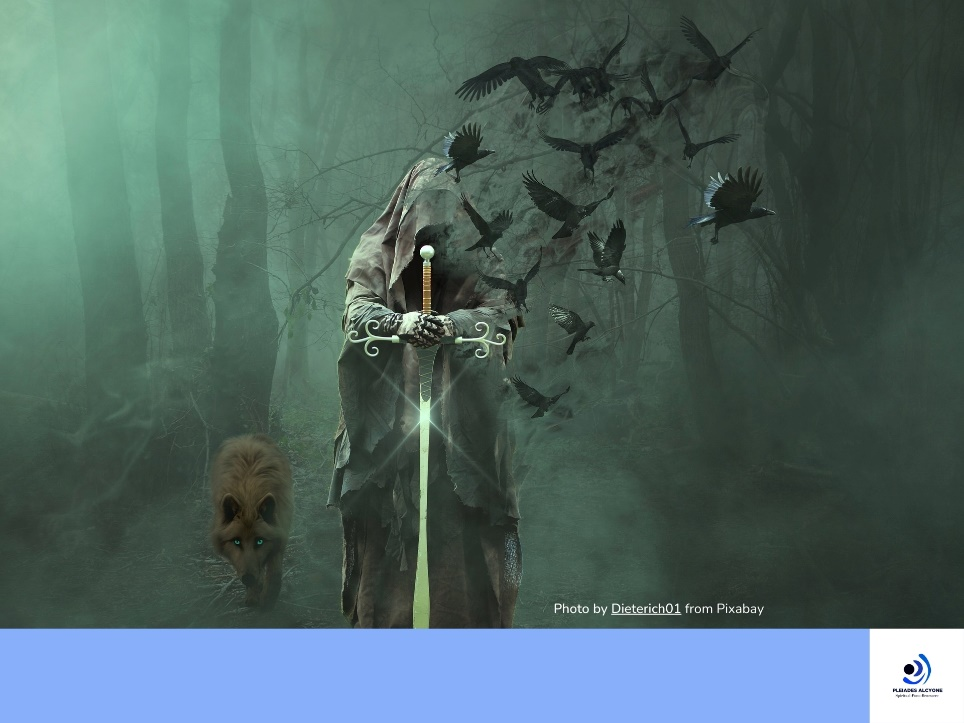 Photo by Dieterich01 from Pixabay
PLEIADES ALCYONE